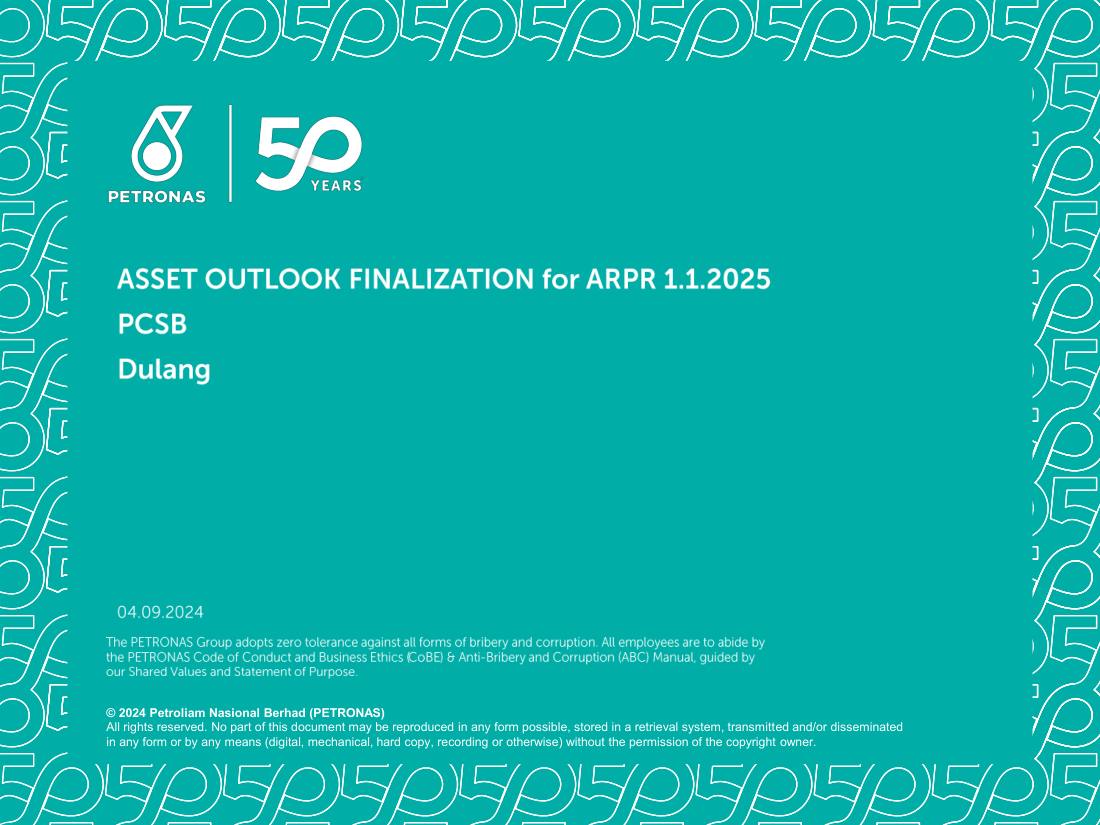 PETRONAS
50
YEARS
ASSET OUTLOOK FINALIZATION for ARPR 1.1.2025
PCSB
Dulang
04.09.2024
The PETRONAS Group adopts zero tolerance against all forms of bribery and corruption. All employees are to abide by
the PETRONAS Code of Conduct and Business Ethics (CoBE) & Anti-Bribery and Corruption (ABC) Manual, guided by
our Shared Values and Statement of Purpose.
© 2024 Petroliam Nasional Berhad (PETRONAS)
All rights reserved. No part of this document may be reproduced in any form possible, stored in a retrieval system, transmitted and/or disseminated
in any form or by any means (digital, mechanical, hard copy, recording or otherwise) without the permission of the copyright owner.